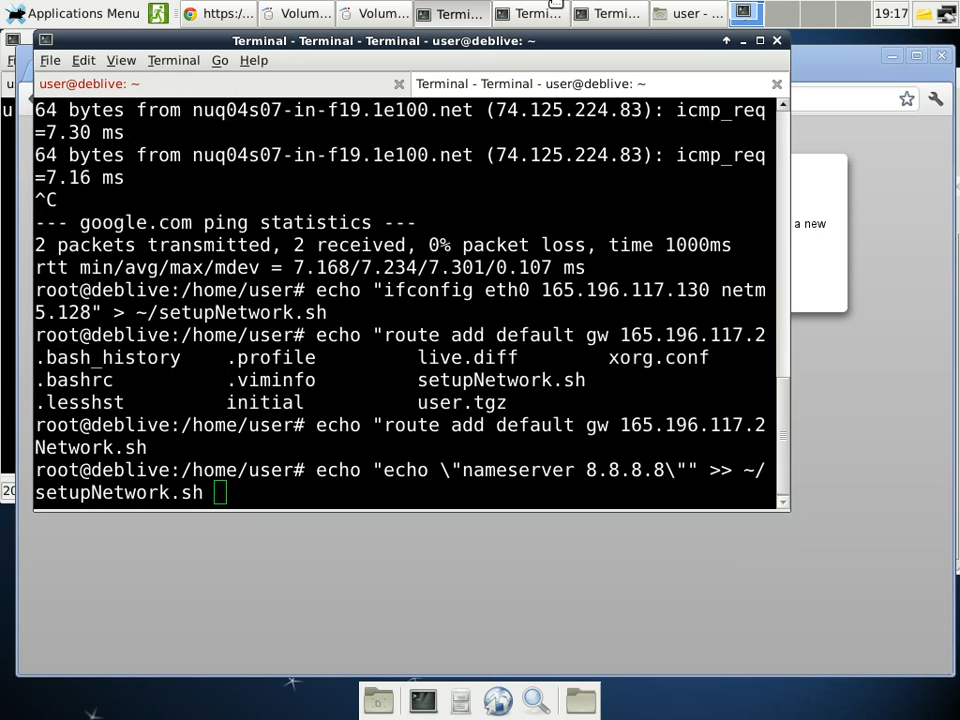 Applications Menu
https:/...
Volum...
Volum...
Termi...
Termi...
Termi...
user - ...
19:17
Terminal - Terminal - Terminal - user@deblive: ~
File Edit View Terminal Go Help
user@deblive: ~
Terminal - Terminal - user@deblive: ~
64 bytes from nuq04s07-in-f19.1e100.net (74.125.224.83): icmp_req
=7.30 ms
64 bytes from nuq04s07-in-f19.1e100.net (74.125.224.83): icmp_req
=7.16 ms
^C
--- google.com ping statistics ---
2 packets transmitted, 2 received, 0% packet loss, time 1000ms
rtt min/avg/max/mdev = 7.168/7.234/7.301/0.107 ms
root@deblive:/home/user# echo "ifconfig eth0 165.196.117.130 netm
5.128" > ~/setupNetwork.sh
root@deblive:/home/user# echo "route add default gw 165.196.117.2
.bash_history .profile live.diff xorg.conf
.bashrc .viminfo setupNetwork.sh
.lesshst initial user.tgz
root@deblive:/home/user# echo "route add default gw 165.196.117.2
Network.sh
root@deblive:/home/user# echo "echo \"nameserver 8.8.8.8\"" >> ~/
setupNetwork.sh
a new
20